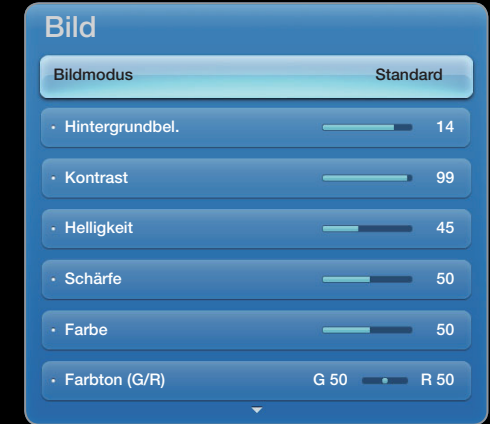 Bild
Bildmodus Standard
· Hintergrundbel. 14
· Kontrast 99
· Helligkeit 45
· Schärfe 50
· Farbe 50
· Farbton (G/R) G 50 R 50